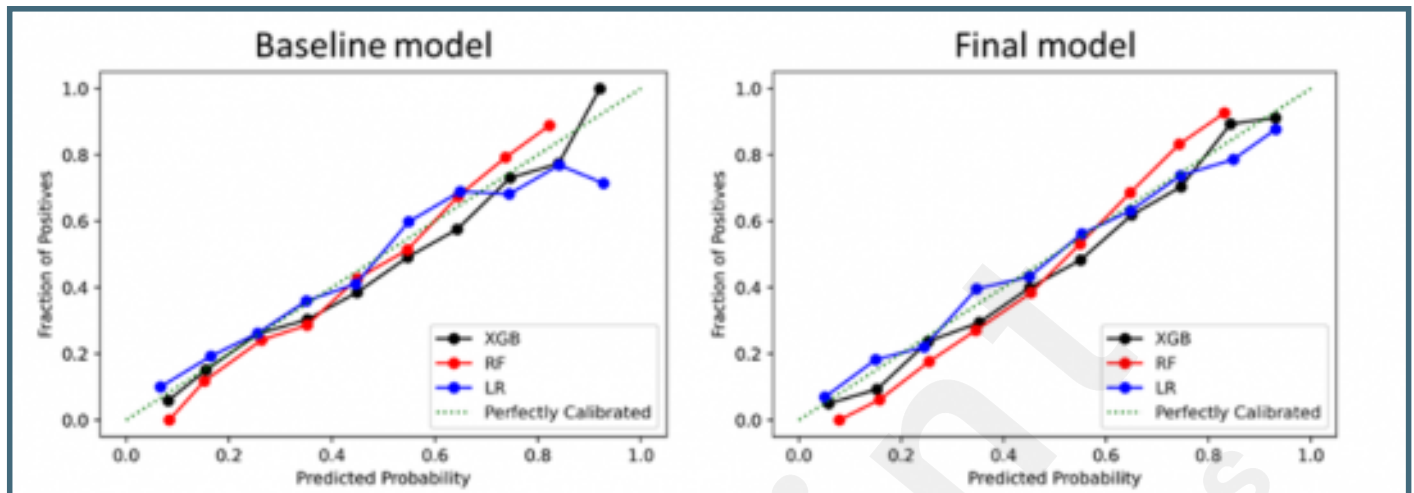 Baseline model
1.0
0.8
0.6
0.4
0.2
0.0
Fraction of Positives
XGB
RF
LR
Perfectly Calibrated
0.0 0.2 0.4 0.6 0.8 1.0
Predicted Probability
Final model
1.0
0.8
0.6
0.4
0.2
0.0
Fraction of Positives
XGB
RF
LR
Perfectly Calibrated
0.0 0.2 0.4 0.6 0.8 1.0
Predicted Probability